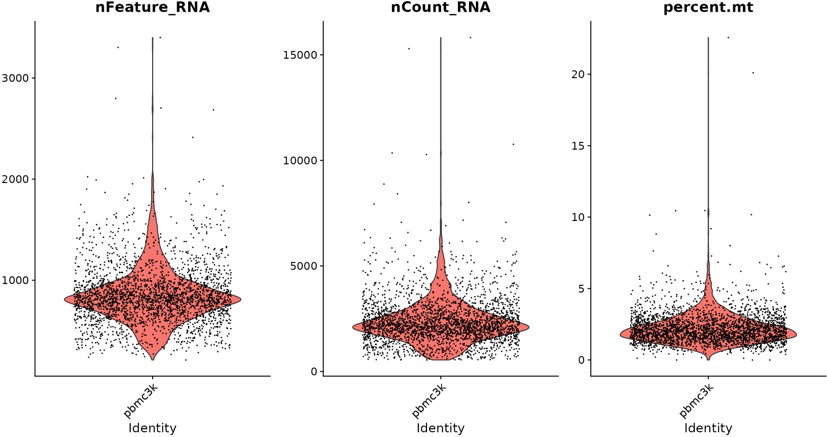 nFeature_RNA
3000
2000
1000
pbmc3k
Identity
nCount_RNA
15000
10000
5000
0
pbmc3k
Identity
percent.mt
20
15
10
5
0
pbmc3k
Identity